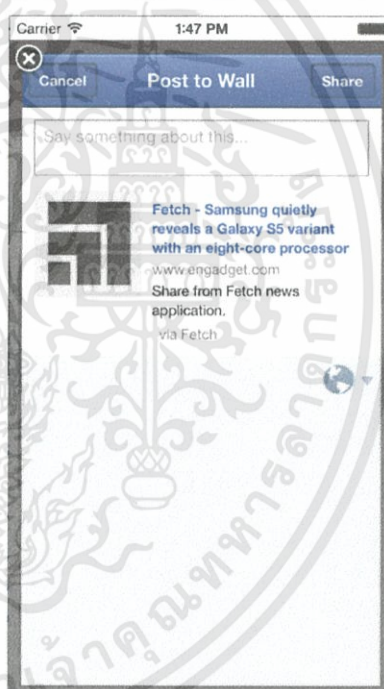 Carrier 1:47 PM
Cancel Post to Wall Share
Say something about this...
Fetch - Samsung quietly
reveals a Galaxy S5 variant
with an eight-core processor
www.engadget.com
Share from Fetch news
application.
via Fetch